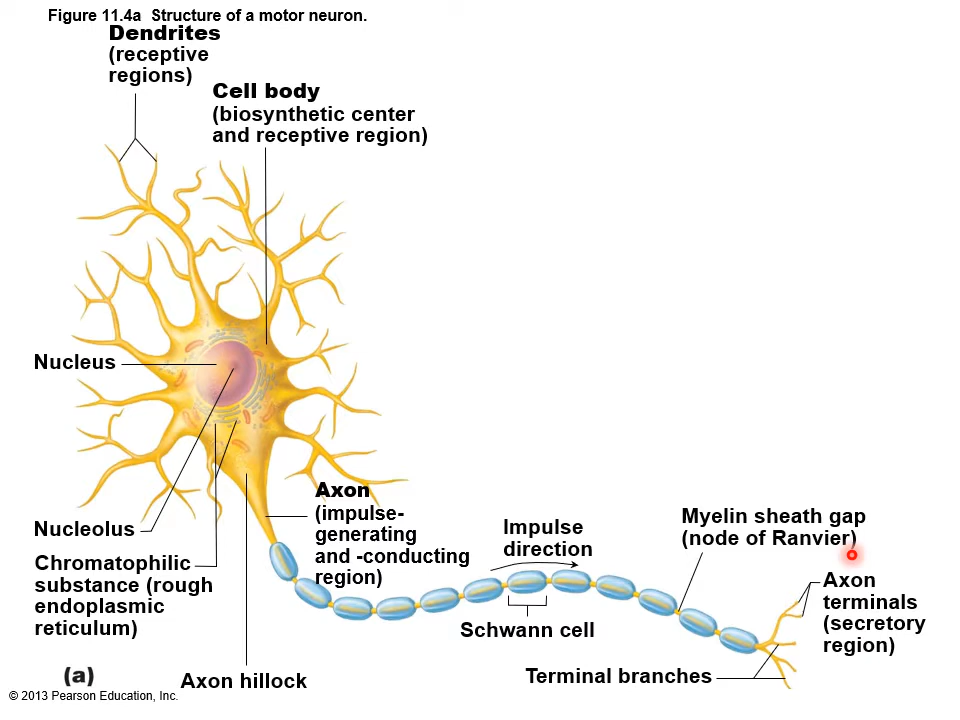 Figure 11.4a  Structure of a motor neuron.
Dendrites
(receptive
regions)
Cell body
(biosynthetic center
and receptive region)
Nucleus
Nucleolus
Chromatophilic
substance (rough
endoplasmic
reticulum)
Axon
(impulse-
generating
and -conducting
region)
Impulse
direction
Myelin sheath gap
(node of Ranvier)
Axon
terminals
(secretory
region)
Schwann cell
Terminal branches
Axon hillock
(a)
© 2013 Pearson Education, Inc.